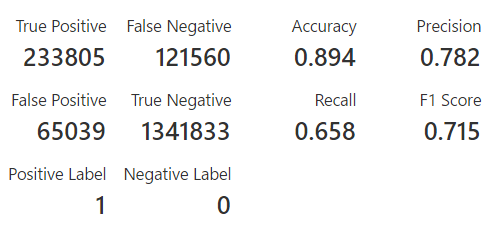 True Positive False Negative Accuracy Precision
233805 121560 0.894 0.782
False Positive True Negative Recall F1 Score
65039 1341833 0.658 0.715
Positive Label Negative Label
1 0